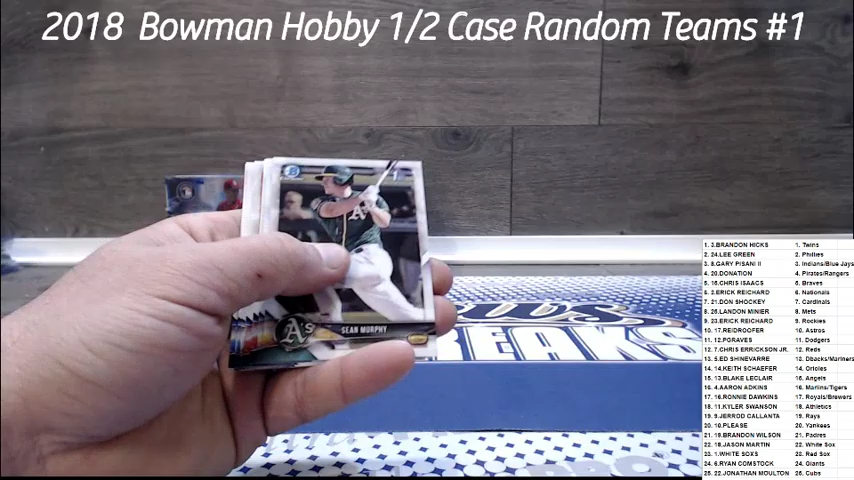 2018 Bowman Hobby 1/2 Case Random Teams #1
A's SEAN MURPHY
BREAKS
1. 3.BRANDON HICKS 1. Twins
2. 24.LEE GREEN 2. Phillies
3. 8.GARY PISANI II 3. Indians/Blue Jays
4. 20.DONATION 4. Pirates/Rangers
5. 15.CHRIS ISAACS 5. Braves
6. 2.ERICK REICHARD 6. Nationals
7. 21.DON SHOCKEY 7. Cardinals
8. 25.LANDON MINIER 8. Mets
9. 23.ERICK REICHARD 9. Rockies
10. 17.REIDROOFER 10. Astros
11. 12.PGRAVES 11. Dodgers
12. 7.CHRIS ERRICKSON JR. 12. Reds
13. 5.ED SHINEVARRE 13. Dbacks/Mariners
14. 14.KEITH SCHAEFER 14. Orioles
15. 13.BLAKE LECLAIR 15. Angels
16. 4.AARON ADKINS 16. Marlins/Tigers
17. 16.RONNIE DAWKINS 17. Royals/Brewers
18. 11.KYLER SWANSON 18. Athletics
19. 9.JERROD CALLANTA 19. Rays
20. 10.PLEASE 20. Yankees
21. 19.BRANDON WILSON 21. Padres
22. 18.JASON MARTIN 22. White Sox
23. 1.WHITE SOXS 23. Red Sox
24. 6.RYAN COMSTOCK 24. Giants
25. 22.JONATHAN MOULTON 25. Cubs